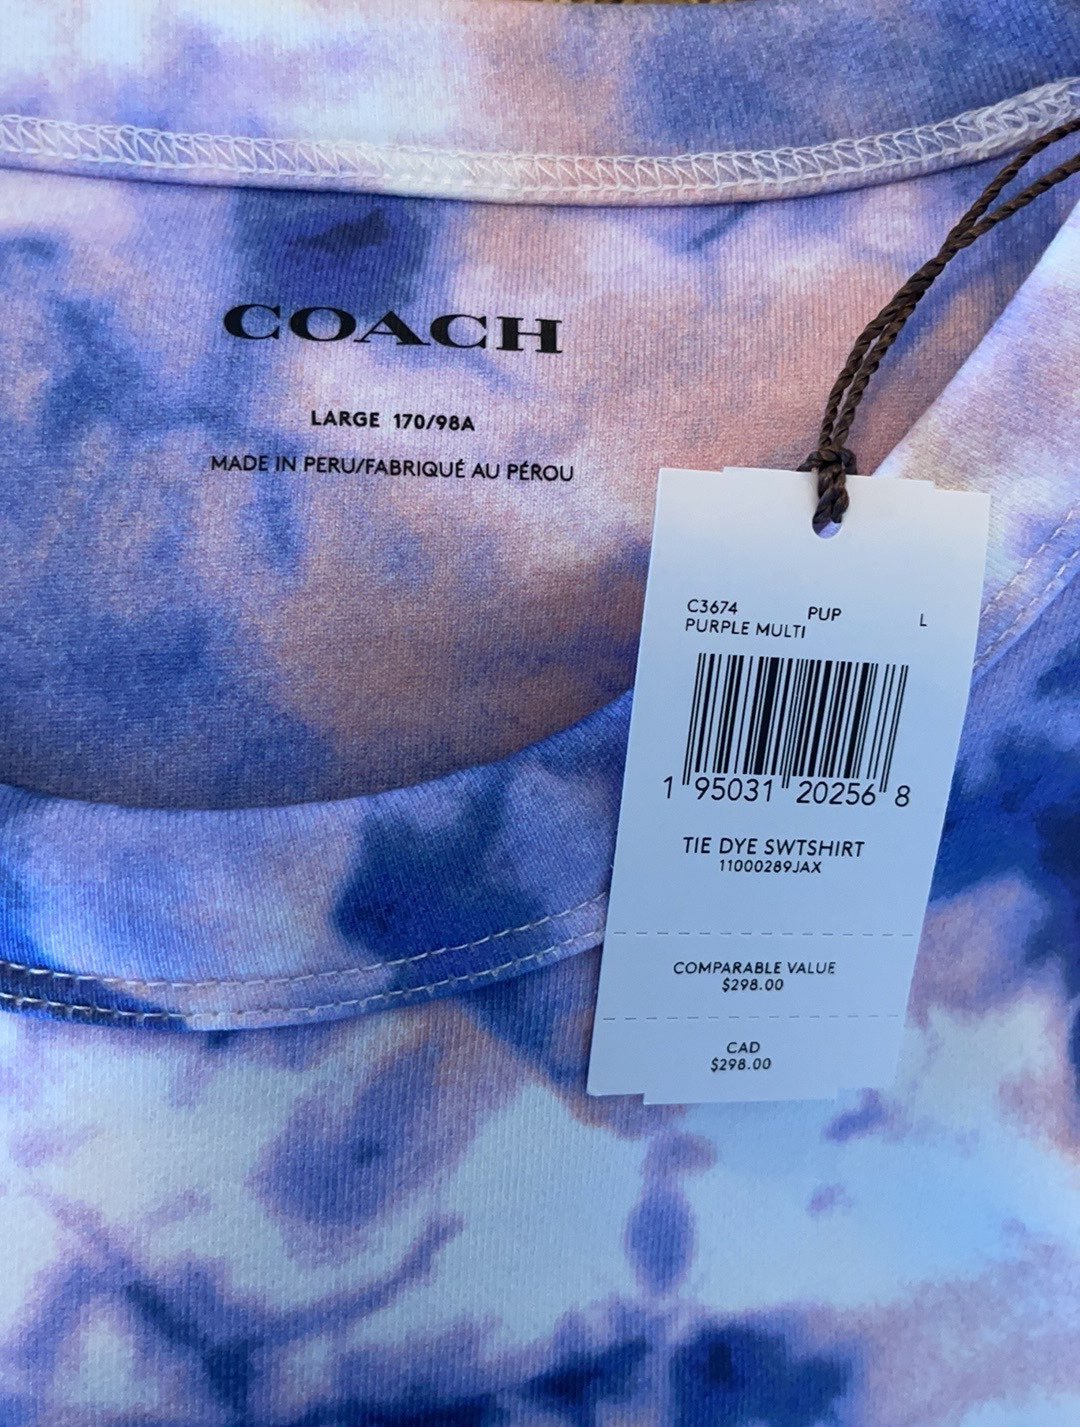 COACH
LARGE 170/98A
MADE IN PERU/FABRIQUÉ AU PÉROU
C3674 PUP L
PURPLE MULTI
1 95031 20256 8
TIE DYE SWTSHIRT
11000289JAX
COMPARABLE VALUE
$298.00
CAD
$298.00